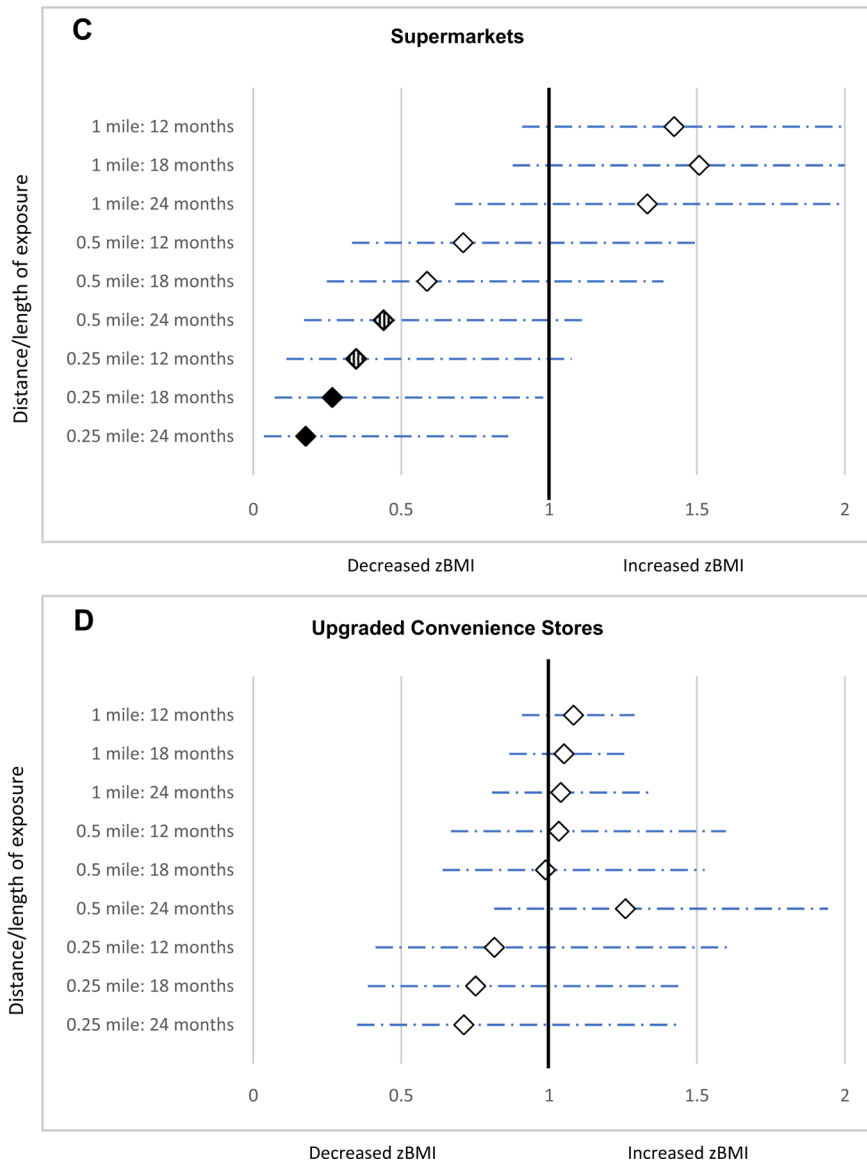 C
Supermarkets
Distance/length of exposure
1 mile: 12 months
1 mile: 18 months
1 mile: 24 months
0.5 mile: 12 months
0.5 mile: 18 months
0.5 mile: 24 months
0.25 mile: 12 months
0.25 mile: 18 months
0.25 mile: 24 months
0 0.5 1 1.5 2
Decreased zBMI Increased zBMI
D
Upgraded Convenience Stores
Distance/length of exposure
1 mile: 12 months
1 mile: 18 months
1 mile: 24 months
0.5 mile: 12 months
0.5 mile: 18 months
0.5 mile: 24 months
0.25 mile: 12 months
0.25 mile: 18 months
0.25 mile: 24 months
0 0.5 1 1.5 2
Decreased zBMI Increased zBMI